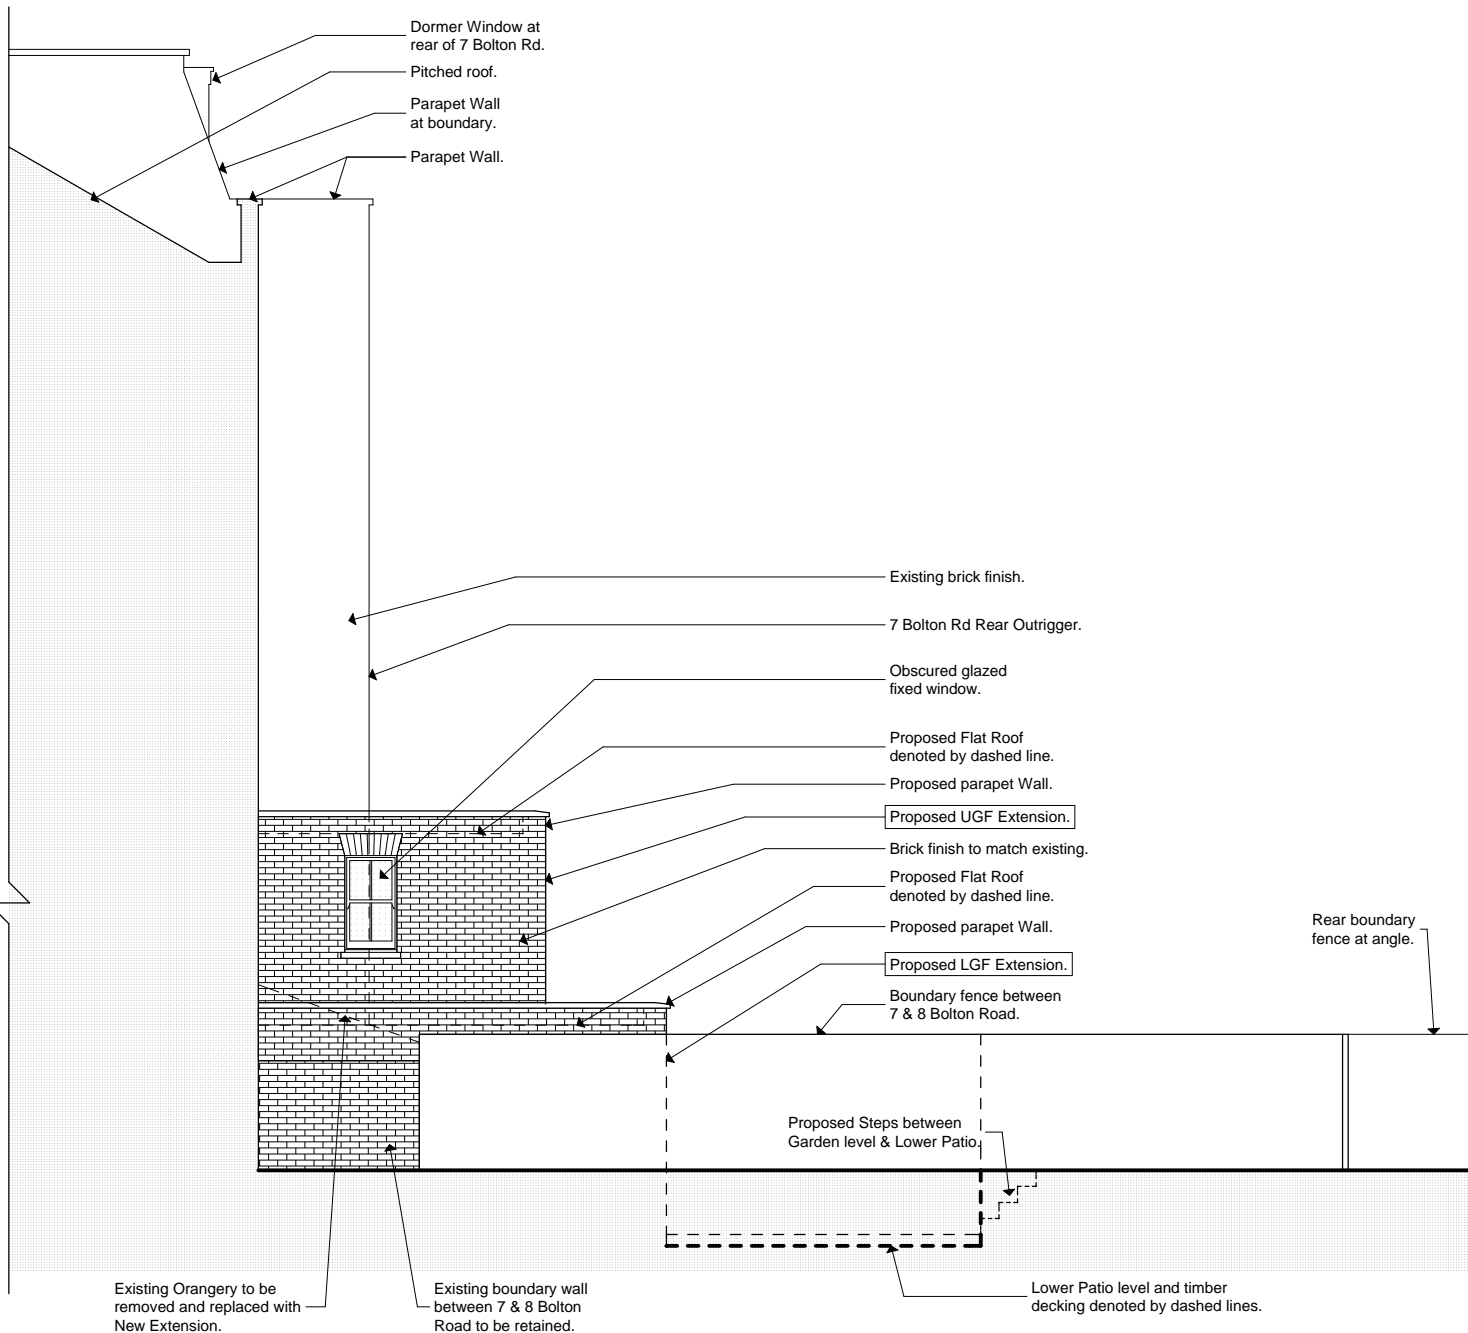 Dormer Window at
rear of 7 Bolton Rd.
Pitched roof.
Parapet Wall
at boundary.
Parapet Wall.
Existing brick finish.
7 Bolton Rd Rear Outrigger.
Obscured glazed
fixed window.
Proposed Flat Roof
denoted by dashed line.
Proposed parapet Wall.
Proposed UGF Extension.
Brick finish to match existing.
Proposed Flat Roof
denoted by dashed line.
Proposed parapet Wall.
Proposed LGF Extension.
Boundary fence between
7 & 8 Bolton Road.
Rear boundary
fence at angle.
Proposed Steps between
Garden level & Lower Patio.
Existing Orangery to be
removed and replaced with
New Extension.
Existing boundary wall
between 7 & 8 Bolton
Road to be retained.
Lower Patio level and timber
decking denoted by dashed lines.